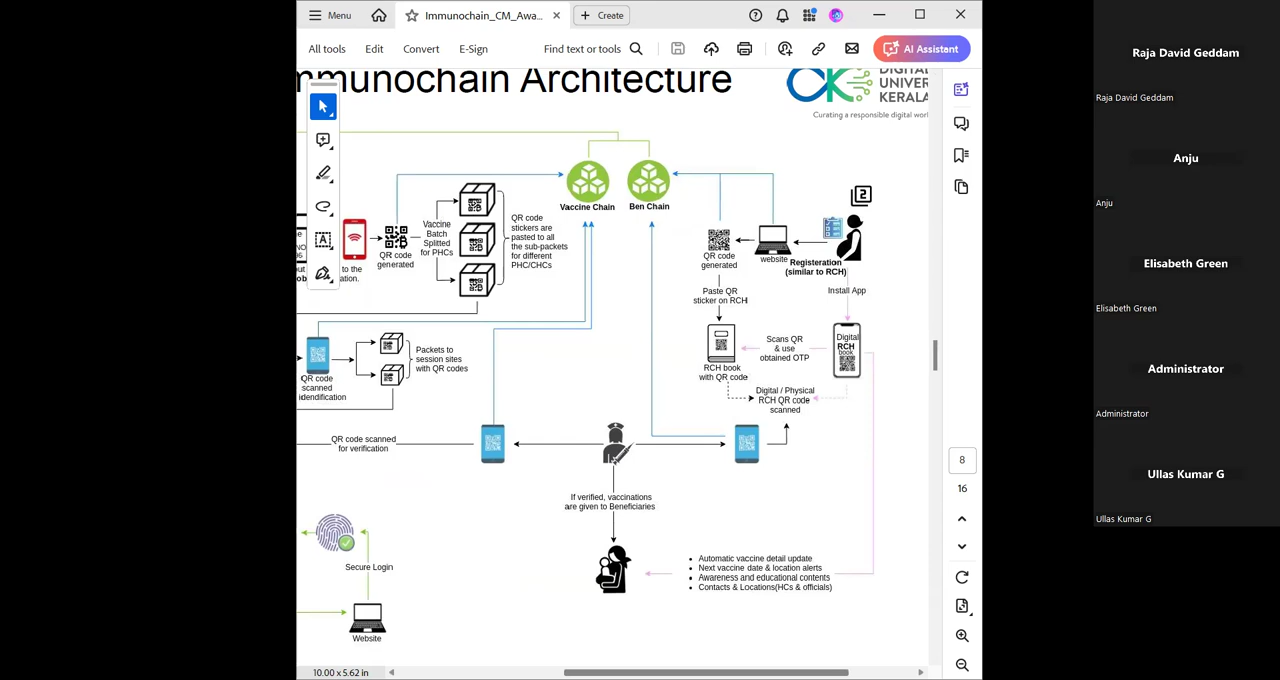 Menu
Immunochain_CM_Awa...
Create
All tools
Edit
Convert
E-Sign
Find text or tools
AI Assistant
mmunochain Architecture
DIGITAL
UNIVER
KERALA
Curating a responsible digital worl
Vaccine Chain
Ben Chain
2
QR code
generated
Vaccine
Batch
Splitted
for PHCs
QR code
stickers are
pasted to all
the sub-packets
for different
PHC/CHCs
to the
ation.
QR code
generated
website
Registeration
(similar to RCH)
Install App
Paste QR
sticker on RCH
RCH book
with QR code
Scans QR
& use
obtained OTP
Digital
RCH
book
Digital / Physical
RCH QR code
scanned
QR code
scanned
idendification
Packets to
session sites
with QR codes
QR code scanned
for verification
If verified, vaccinations
are given to Beneficiaries
Secure Login
Website
• Automatic vaccine detail update
• Next vaccine date & location alerts
• Awareness and educational contents
• Contacts & Locations(HCs & officials)
8
16
10.00 x 5.62 in
Raja David Geddam
Raja David Geddam
Anju
Anju
Elisabeth Green
Elisabeth Green
Administrator
Administrator
Ullas Kumar G
Ullas Kumar G